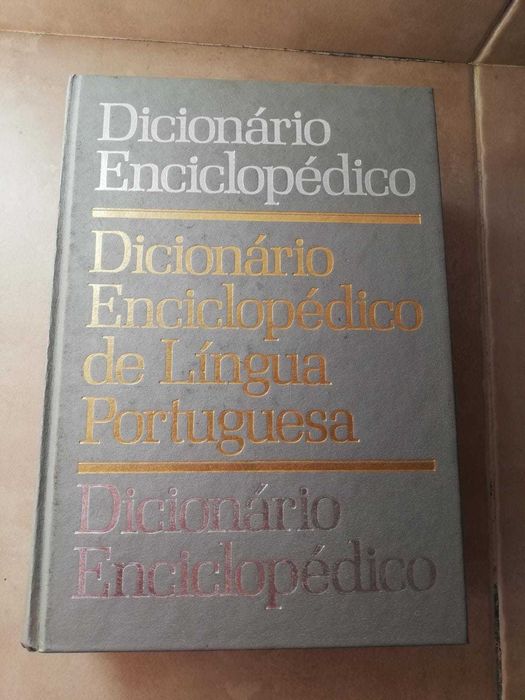 Dicionário
Enciclopédico
Dicionário
Enciclopédico
de Língua
Portuguesa
Dicionário
Enciclopédico